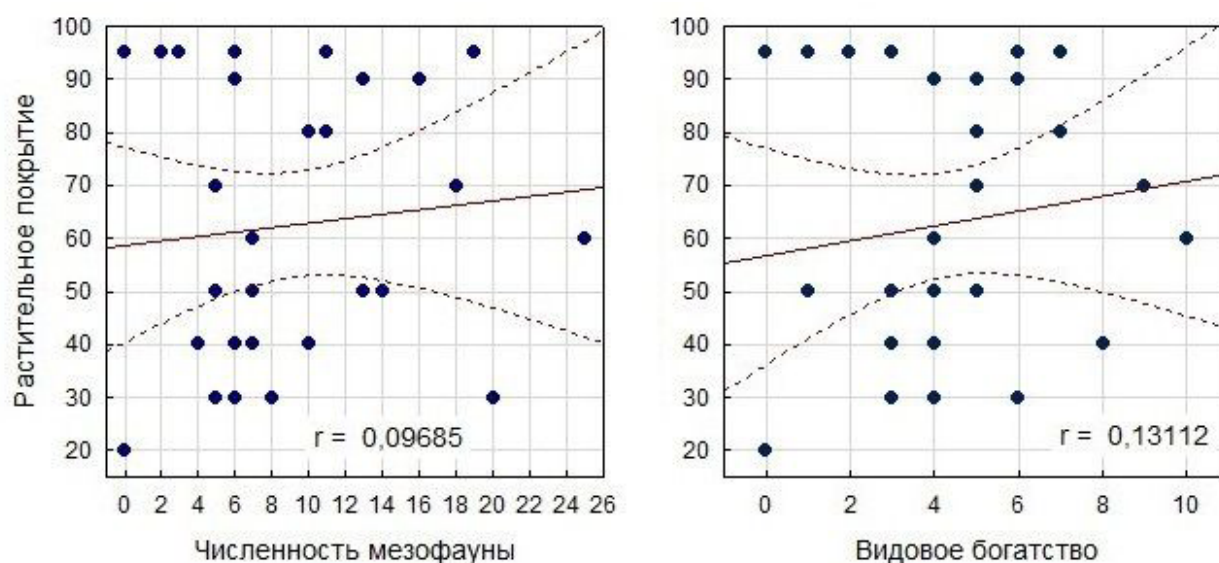 100
90
80
70
60
50
40
30
20
Растительное покрытие
r = 0,09685
0 2 4 6 8 10 12 14 16 18 20 22 24 26
Численность мезофауны
100
90
80
70
60
50
40
30
20
r = 0,13112
0 2 4 6 8 10
Видовое богатство